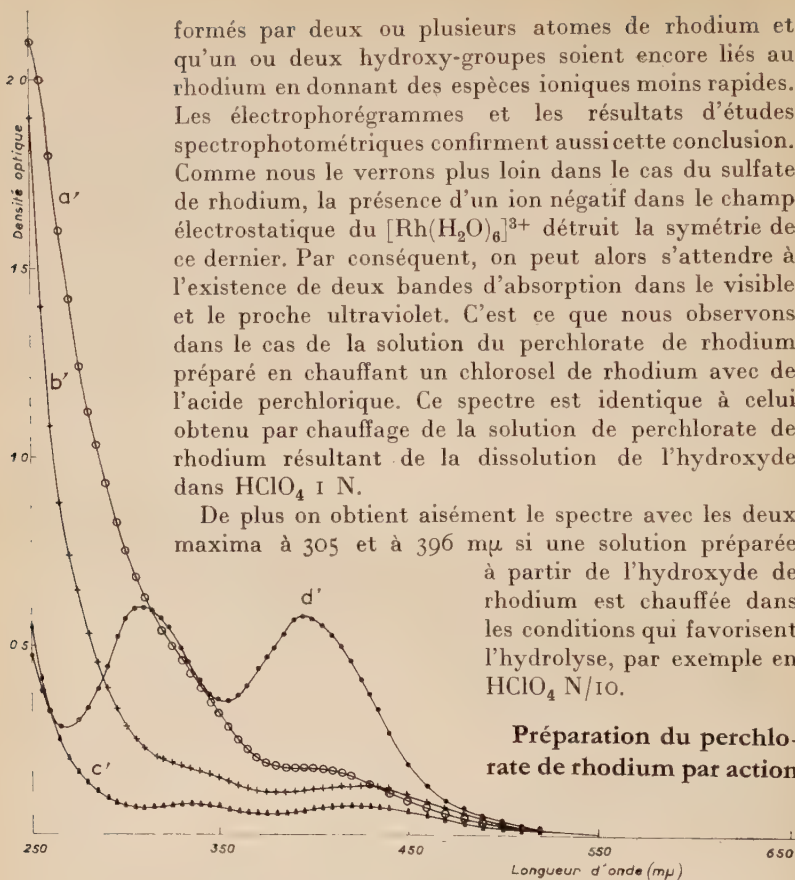 formés par deux ou plusieurs atomes de rhodium et
qu'un ou deux hydroxy-groupes soient encore liés au
rhodium en donnant des espèces ioniques moins rapides.
Les électrophorégrammes et les résultats d'études
spectrophotométriques confirment aussicette conclusion.
Comme nous le verrons plus loin dans le cas du sulfate
de rhodium, la présence d'un ion négatif dans le champ
électrostatique du [Rh(H₂O)₆]³⁺ détruit la symétrie de
ce dernier. Par conséquent, on peut alors s'attendre à
l'existence de deux bandes d'absorption dans le visible
et le proche ultraviolet. C'est ce que nous observons
dans le cas de la solution du perchlorate de rhodium
préparé en chauffant un chlorosel de rhodium avec de
l'acide perchlorique. Ce spectre est identique à celui
obtenu par chauffage de la solution de perchlorate de
rhodium résultant de la dissolution de l'hydroxyde
dans HClO₄ 1 N.
De plus on obtient aisément le spectre avec les deux
maxima à 305 et à 396 mμ si une solution préparée
à partir de l'hydroxyde de
rhodium est chauffée dans
les conditions qui favorisent
l'hydrolyse, par exemple en
HClO₄ N/10.
Préparation du perchlo-
rate de rhodium par action
Densité optique
2 0
1 5
1 0
0 5
a'
b'
c'
d'
250
350
450
550
650
Longueur d'onde (mμ)